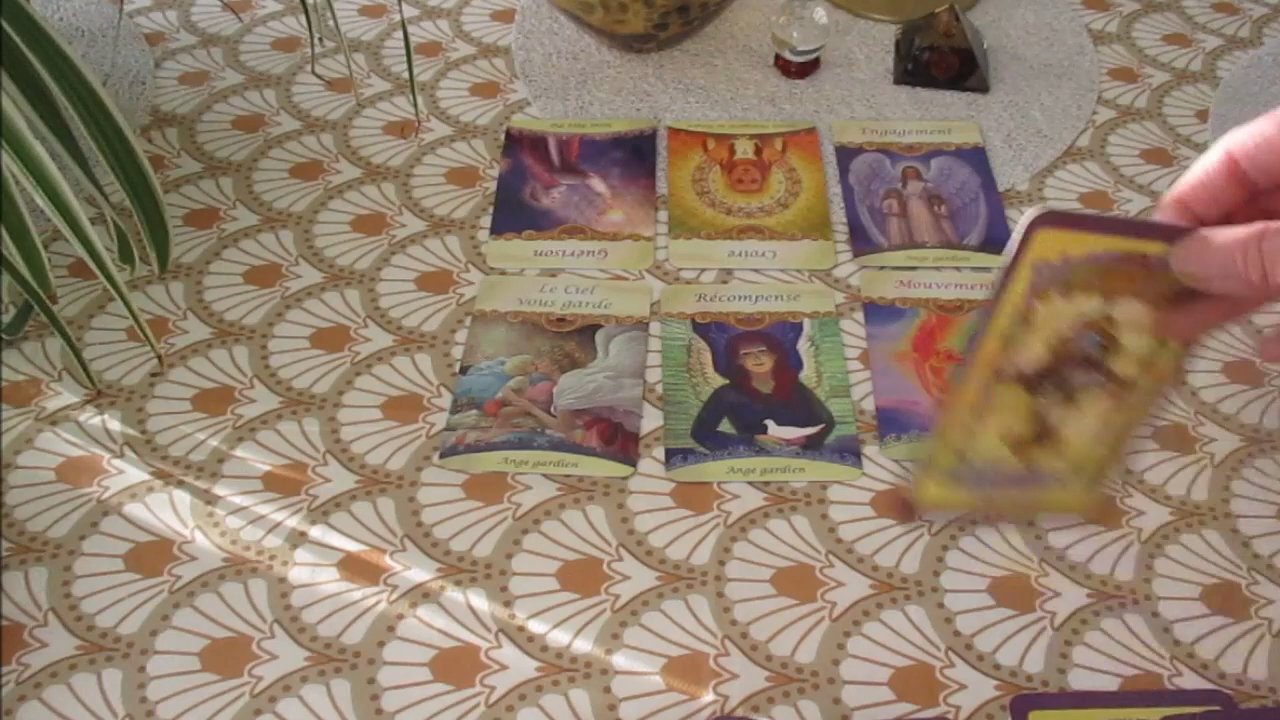 Engagement
Ange gardien
Guérison
Croire
Le Ciel
vous garde
Récompense
Mouvement
Ange gardien
Ange gardien